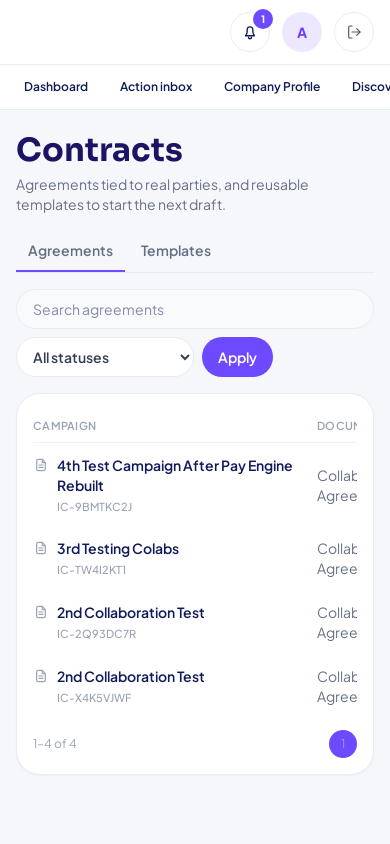 1
A
Dashboard Action inbox Company Profile Discov
Contracts
Agreements tied to real parties, and reusable
templates to start the next draft.
Agreements Templates
Search agreements
All statuses Apply
CAMPAIGN DOCUM
4th Test Campaign After Pay Engine
Rebuilt
IC-9BMTKC2J
Collab
Agree
3rd Testing Colabs
IC-TW4I2KT1
Collab
Agree
2nd Collaboration Test
IC-2Q93DC7R
Collab
Agree
2nd Collaboration Test
IC-X4K5VJWF
Collab
Agree
1–4 of 4 1